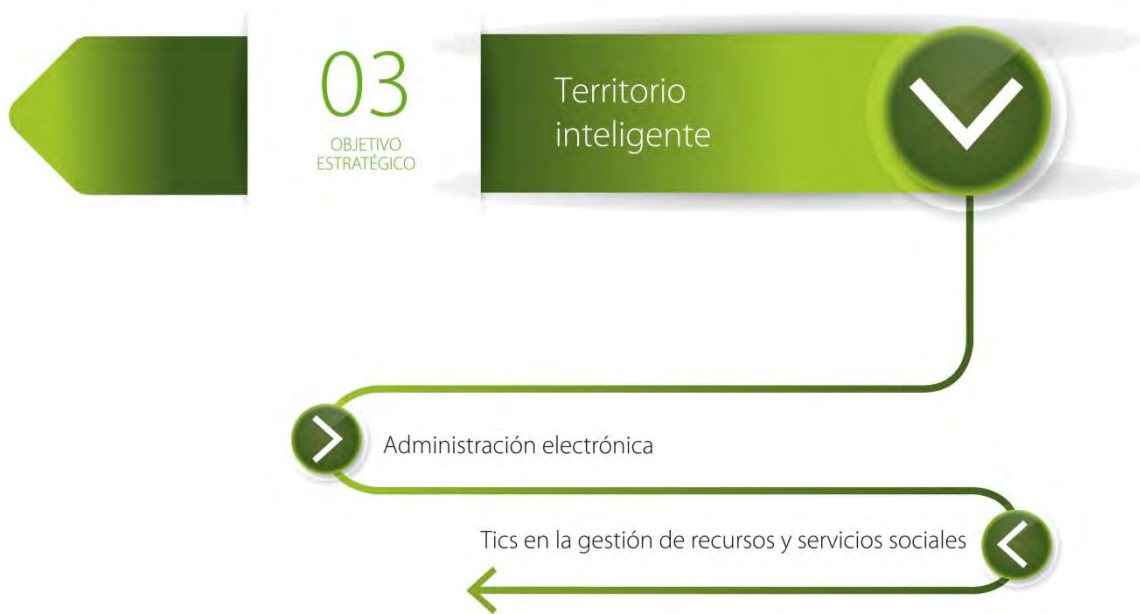 03
OBJETIVO
ESTRATÉGICO
Territorio
inteligente
Administración electrónica
Tics en la gestión de recursos y servicios sociales